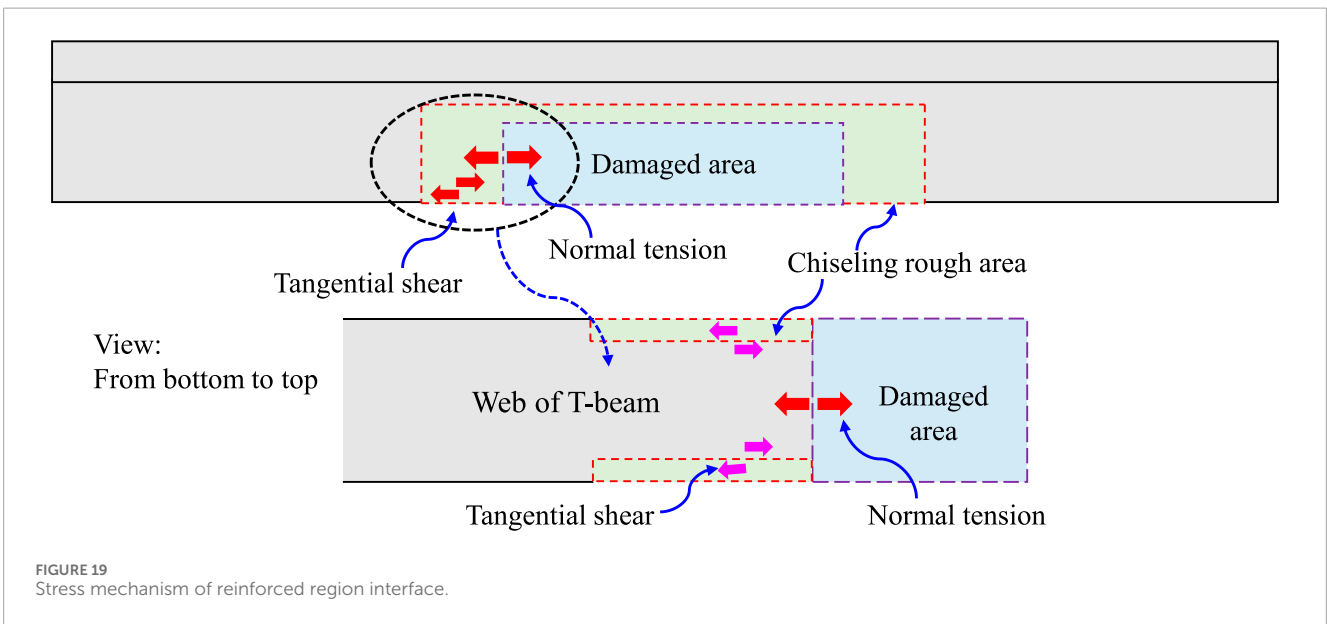 Damaged area
Normal tension
Tangential shear
Chiseling rough area
View:
From bottom to top
Web of T-beam
Damaged
area
Tangential shear
Normal tension
FIGURE 19
Stress mechanism of reinforced region interface.